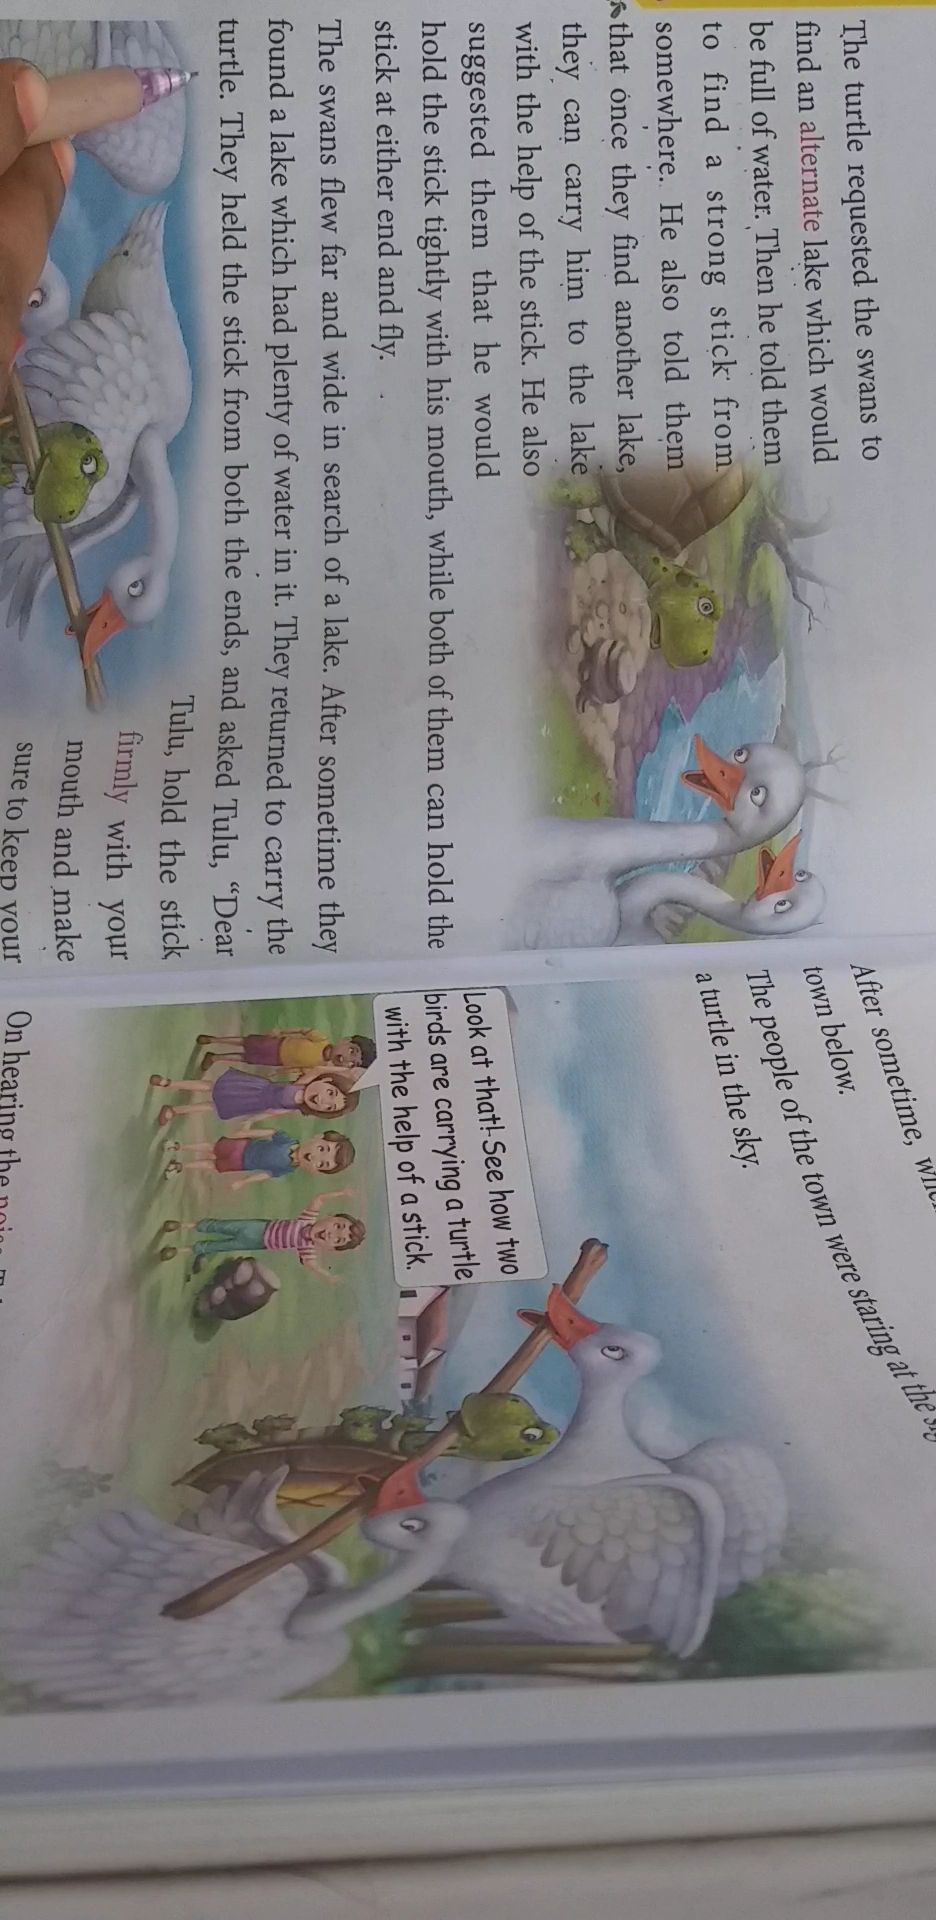 The turtle requested the swans to
find an alternate lake which would
be full of water. Then he told them
to find a strong stick from
somewhere. He also told them
that once they find another lake,
they can carry him to the lake
with the help of the stick. He also
suggested them that he would
hold the stick tightly with his mouth, while both of them can hold the
stick at either end and fly.
The swans flew far and wide in search of a lake. After sometime they
found a lake which had plenty of water in it. They returned to carry the
turtle. They held the stick from both the ends, and asked Tulu, “Dear
Tulu, hold the stick
firmly with your
mouth and make
sure to keep your
After sometime,
town below.
The people of the town were staring at the
a turtle in the sky.
Look at that!-See how two
birds are carrying a turtle
with the help of a stick.
On hearing the